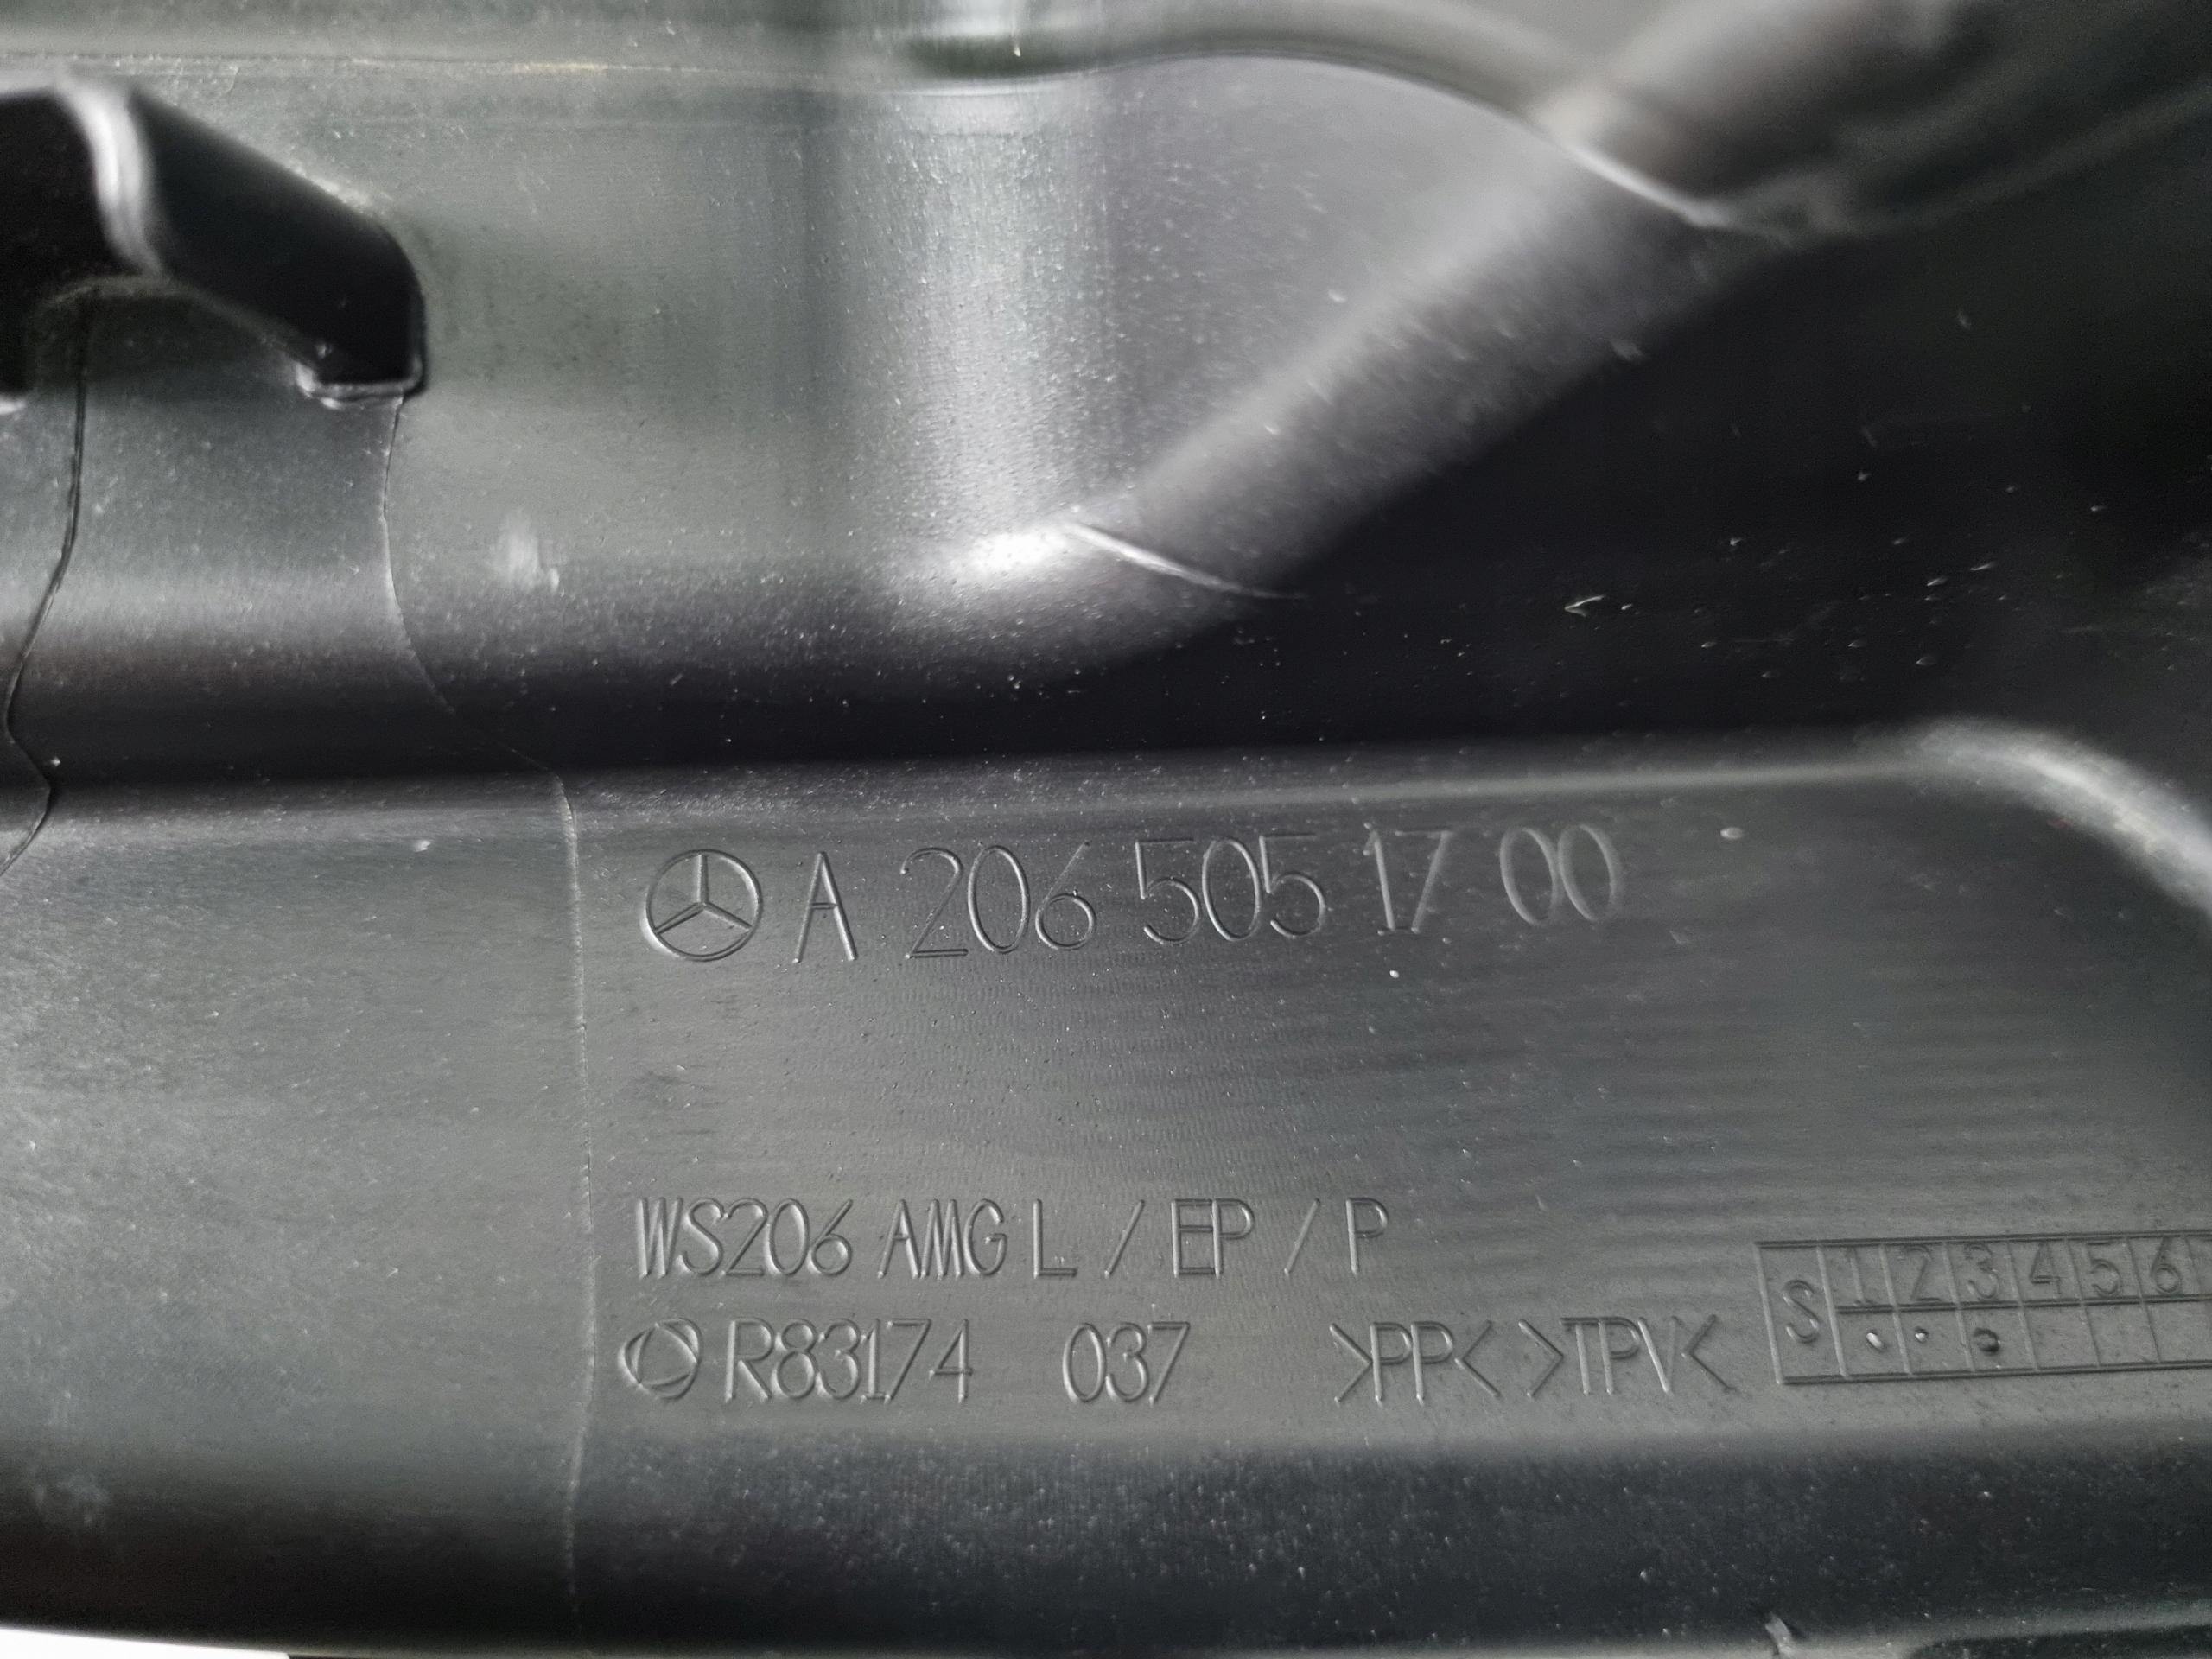 A 206 505 17 00
WS206 AMG L / EP / P
R83174 037 >PP< >TPV<
S 1 2 3 4 5 6